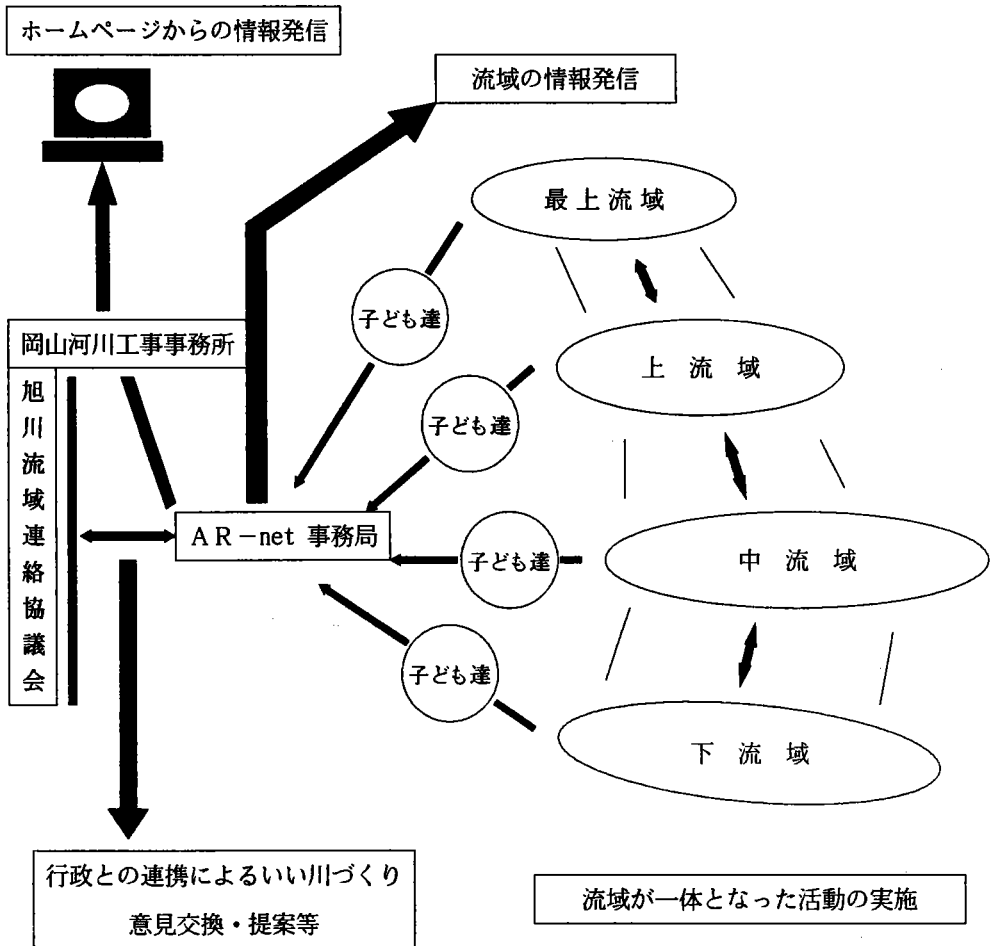 ホームページからの情報発信
流域の情報発信
最上流域
子ども達
岡山河川工事事務所
上流域
旭川流域連絡協議会
子ども達
AR-net 事務局
子ども達
中流域
子ども達
下流域
行政との連携によるいい川づくり
意見交換・提案等
流域が一体となった活動の実施